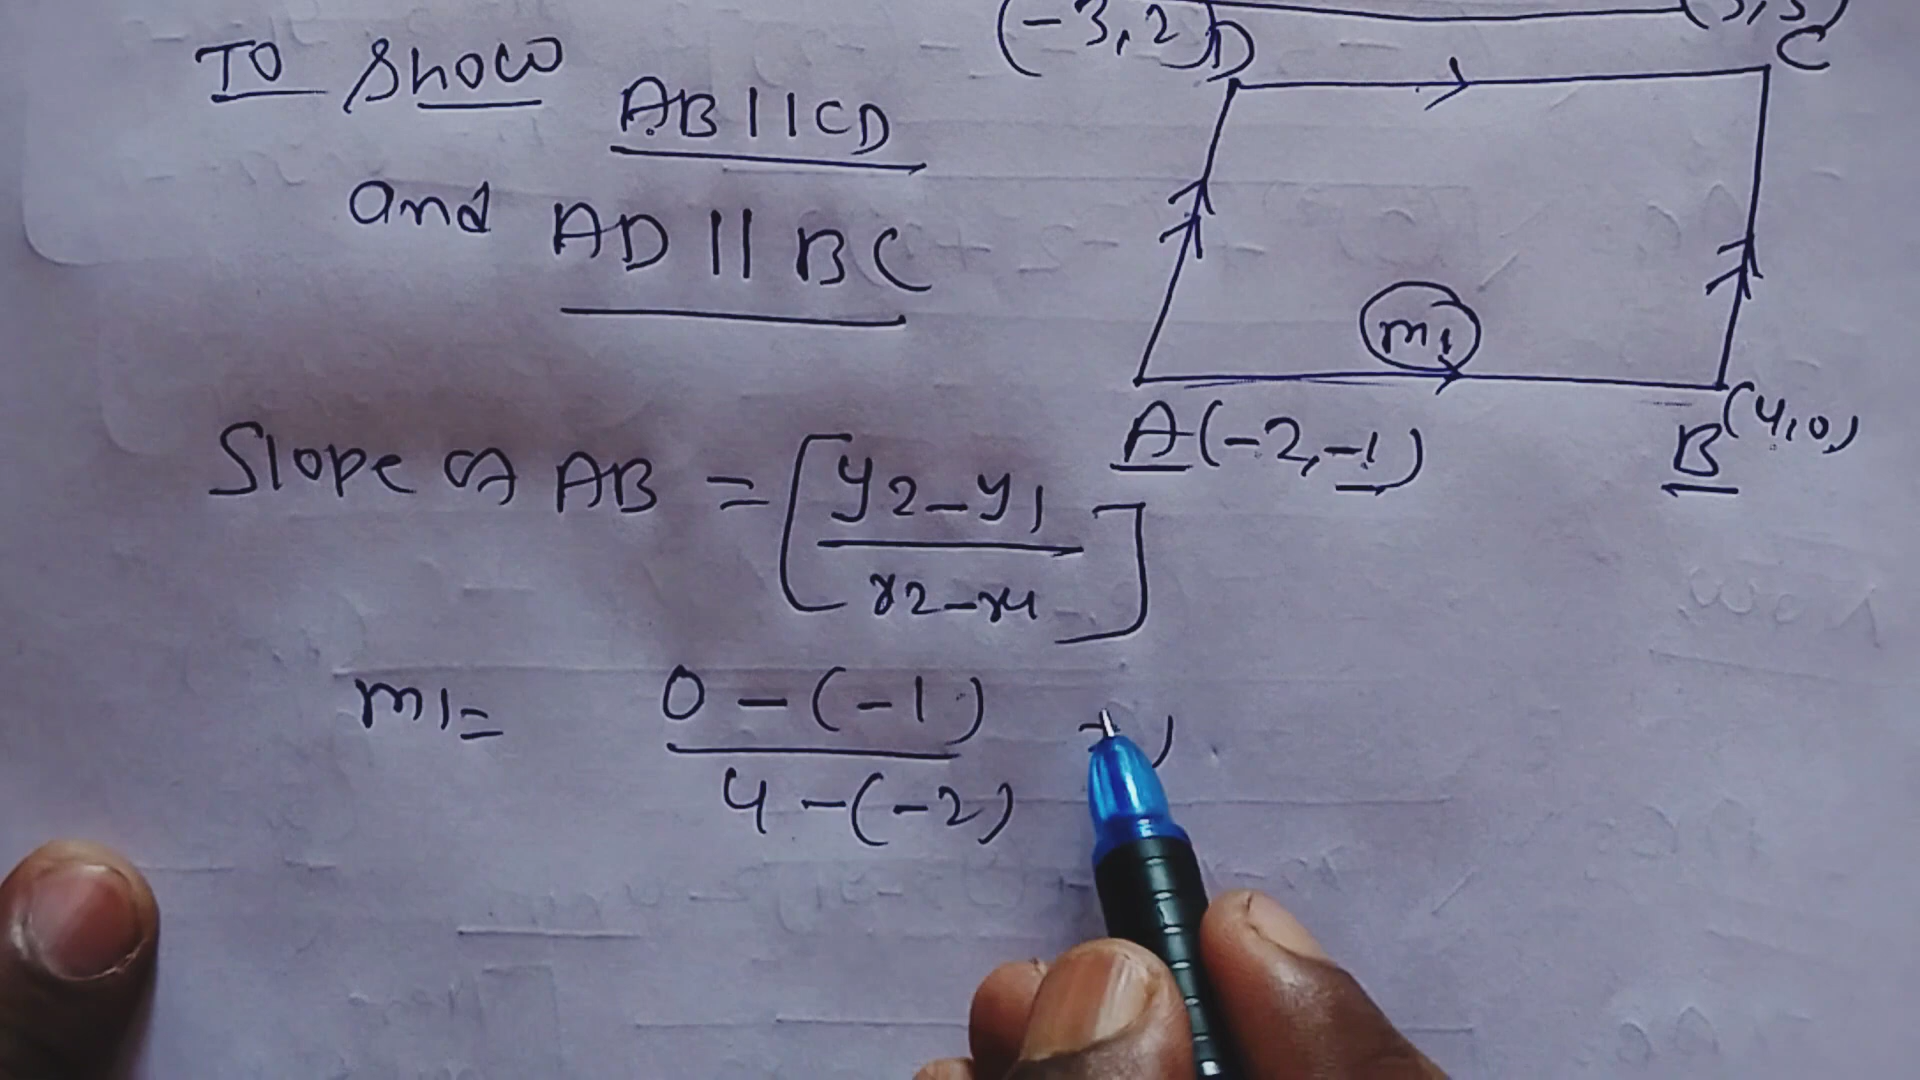 To show
AB || CD
and AD || BC
(-3,2) D
C
m1
A(-2,-1)
B(4,0)
Slope of AB = [y2-y1
x2-x1]
m1= 0-(-1)
4-(-2)